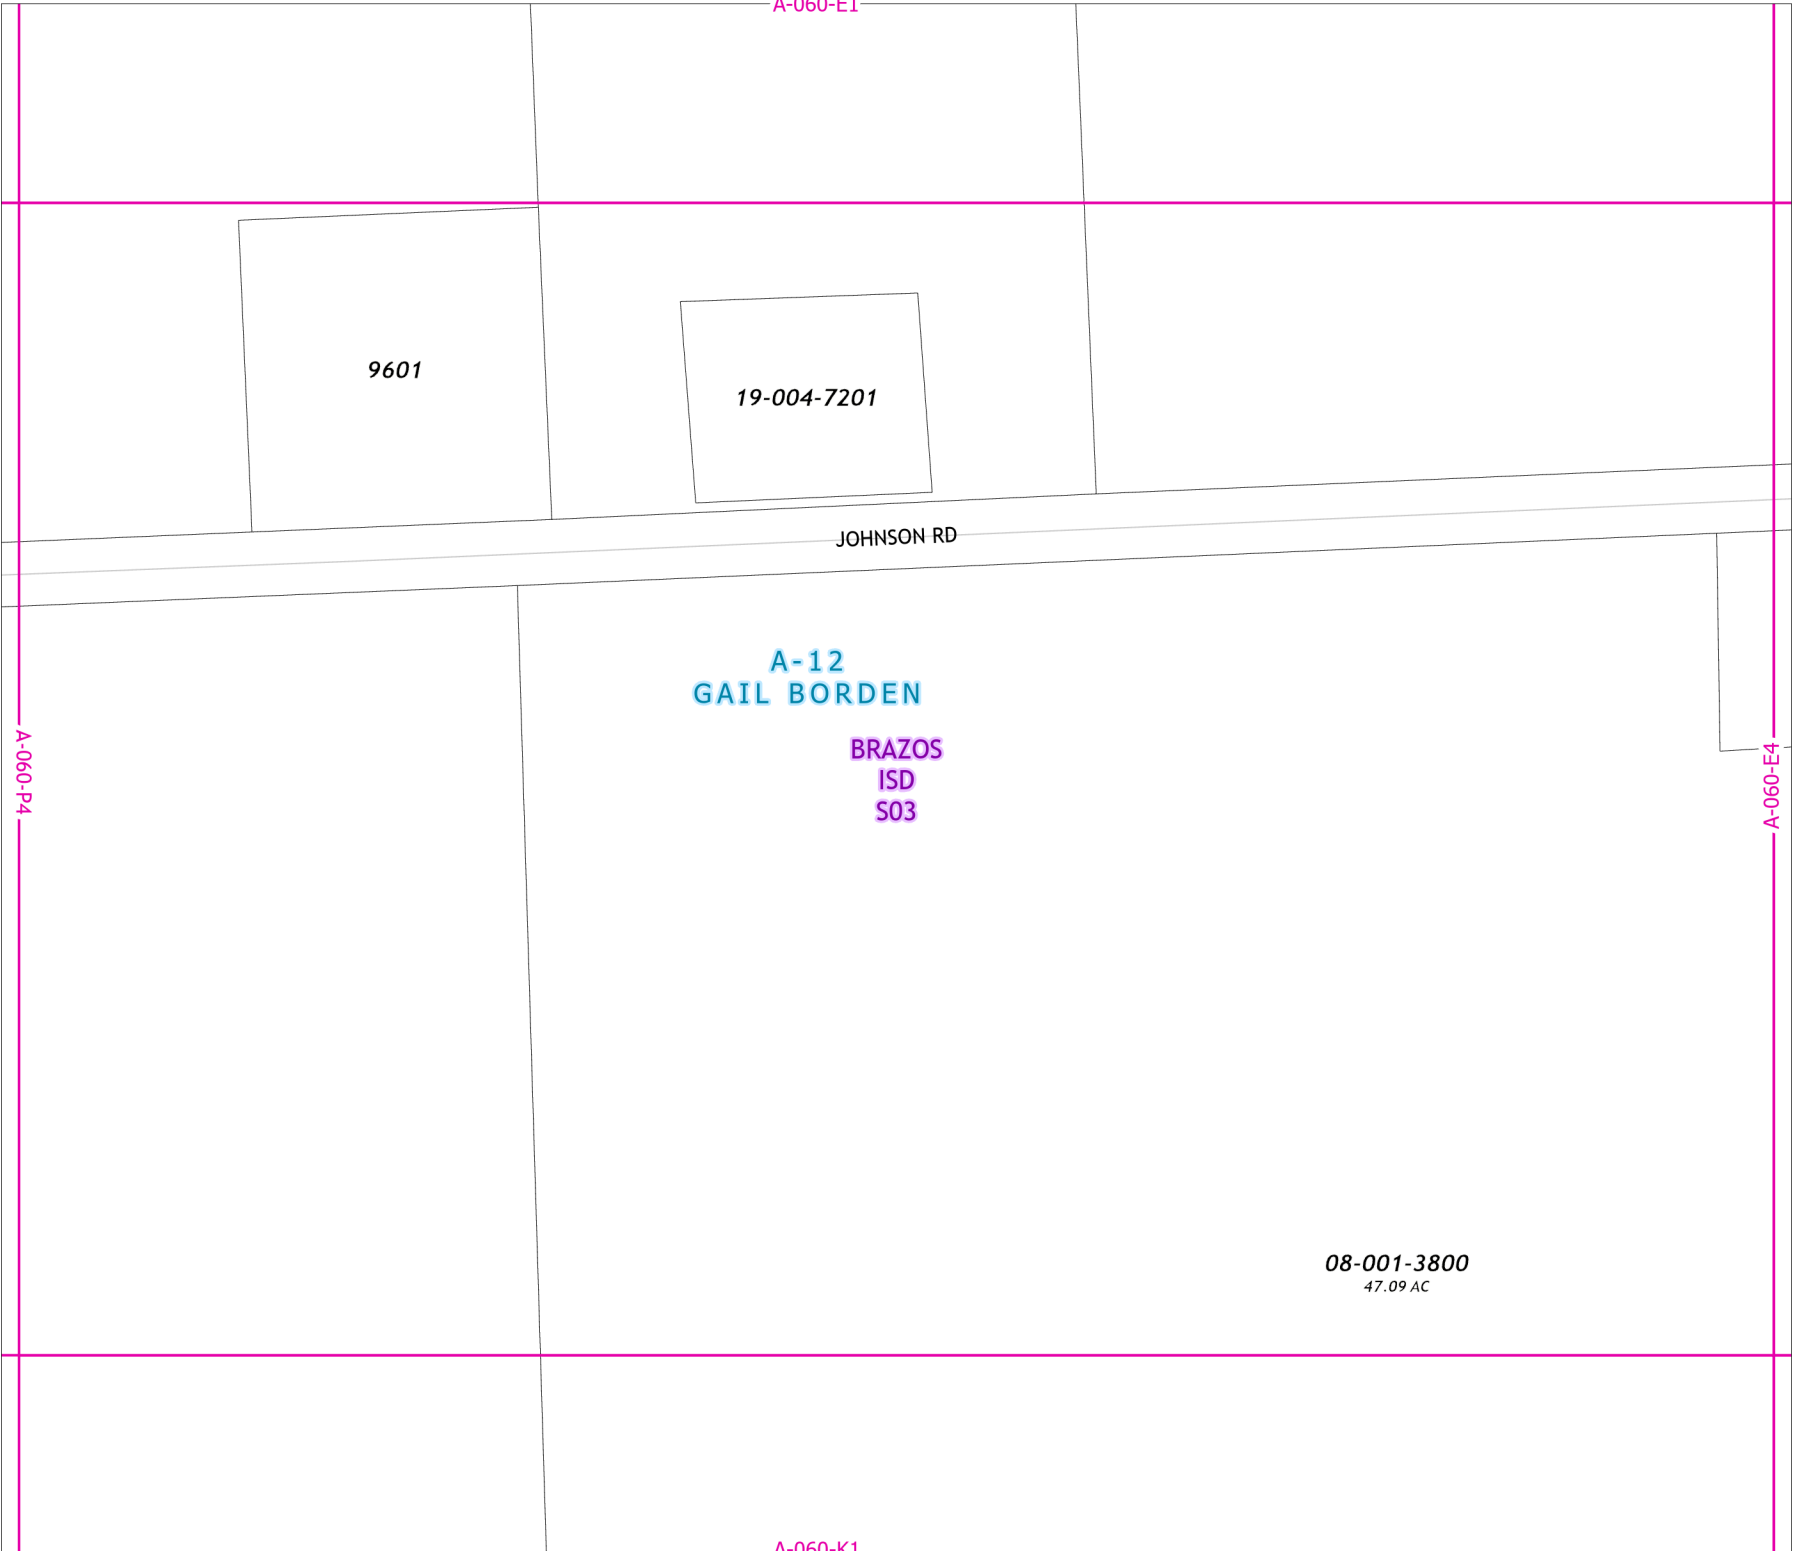 A-060-E1
9601
19-004-7201
JOHNSON RD
A-12
GAIL BORDEN
BRAZOS
ISD
S03
A-060-P4
A-060-E4
08-001-3800
47.09 AC
A-060-K1